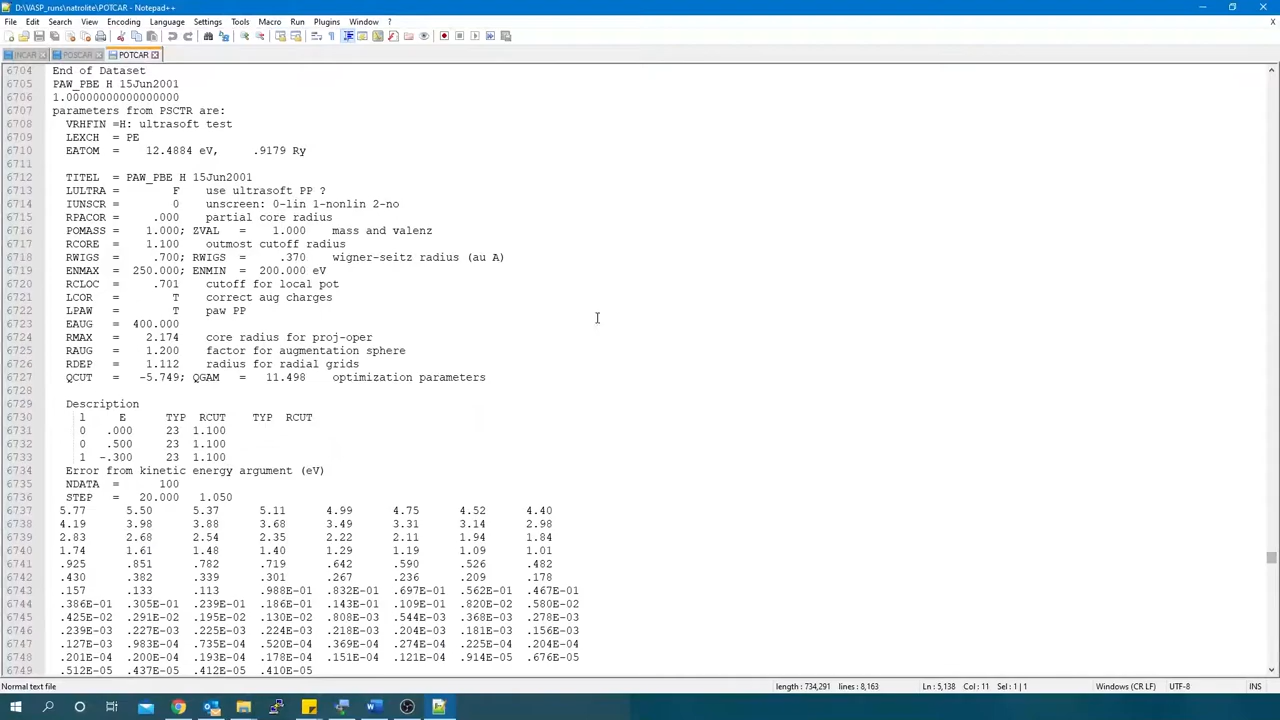 D:\VASP_runs\natrolite\POTCAR - Notepad++
File Edit Search View Encoding Language Settings Tools Macro Run Plugins Window ?
INCAR POSCAR POTCAR
6704 End of Dataset
6705 PAW_PBE H 15Jun2001
6706 1.00000000000000000
6707 parameters from PSCTR are:
6708 VRHFIN =H: ultrasoft test
6709 LEXCH = PE
6710 EATOM = 12.4884 eV, .9179 Ry
6711
6712 TITEL = PAW_PBE H 15Jun2001
6713 LULTRA = F use ultrasoft PP ?
6714 IUNSCR = 0 unscreen: 0-lin 1-nonlin 2-no
6715 RPACOR = .000 partial core radius
6716 POMASS = 1.000; ZVAL = 1.000 mass and valenz
6717 RCORE = 1.100 outmost cutoff radius
6718 RWIGS = .700; RWIGS = .370 wigner-seitz radius (au A)
6719 ENMAX = 250.000; ENMIN = 200.000 eV
6720 RCLOC = .701 cutoff for local pot
6721 LCOR = T correct aug charges
6722 LPAW = T paw PP
6723 EAUG = 400.000
6724 RMAX = 2.174 core radius for proj-oper
6725 RAUG = 1.200 factor for augmentation sphere
6726 RDEP = 1.112 radius for radial grids
6727 QCUT = -5.749; QGAM = 11.498 optimization parameters
6728
6729 Description
6730 l E TYP RCUT TYP RCUT
6731 0 .000 23 1.100
6732 0 .500 23 1.100
6733 1 -.300 23 1.100
6734 Error from kinetic energy argument (eV)
6735 NDATA = 100
6736 STEP = 20.000 1.050
6737 5.77 5.50 5.37 5.11 4.99 4.75 4.52 4.40
6738 4.19 3.98 3.88 3.68 3.49 3.31 3.14 2.98
6739 2.83 2.68 2.54 2.35 2.22 2.11 1.94 1.84
6740 1.74 1.61 1.48 1.40 1.29 1.19 1.09 1.01
6741 .925 .851 .782 .719 .642 .590 .526 .482
6742 .430 .382 .339 .301 .267 .236 .209 .178
6743 .157 .133 .113 .988E-01 .832E-01 .697E-01 .562E-01 .467E-01
6744 .386E-01 .305E-01 .239E-01 .186E-01 .143E-01 .109E-01 .820E-02 .580E-02
6745 .425E-02 .291E-02 .195E-02 .130E-02 .808E-03 .544E-03 .368E-03 .278E-03
6746 .239E-03 .227E-03 .225E-03 .224E-03 .218E-03 .204E-03 .181E-03 .156E-03
6747 .127E-03 .983E-04 .735E-04 .520E-04 .369E-04 .274E-04 .225E-04 .204E-04
6748 .201E-04 .200E-04 .193E-04 .178E-04 .151E-04 .121E-04 .914E-05 .676E-05
6749 .512E-05 .437E-05 .412E-05 .410E-05
Normal text file length : 734,291 lines : 8,163 Ln : 5,138 Col : 11 Sel : 1 | 1 Windows (CR LF) UTF-8 INS